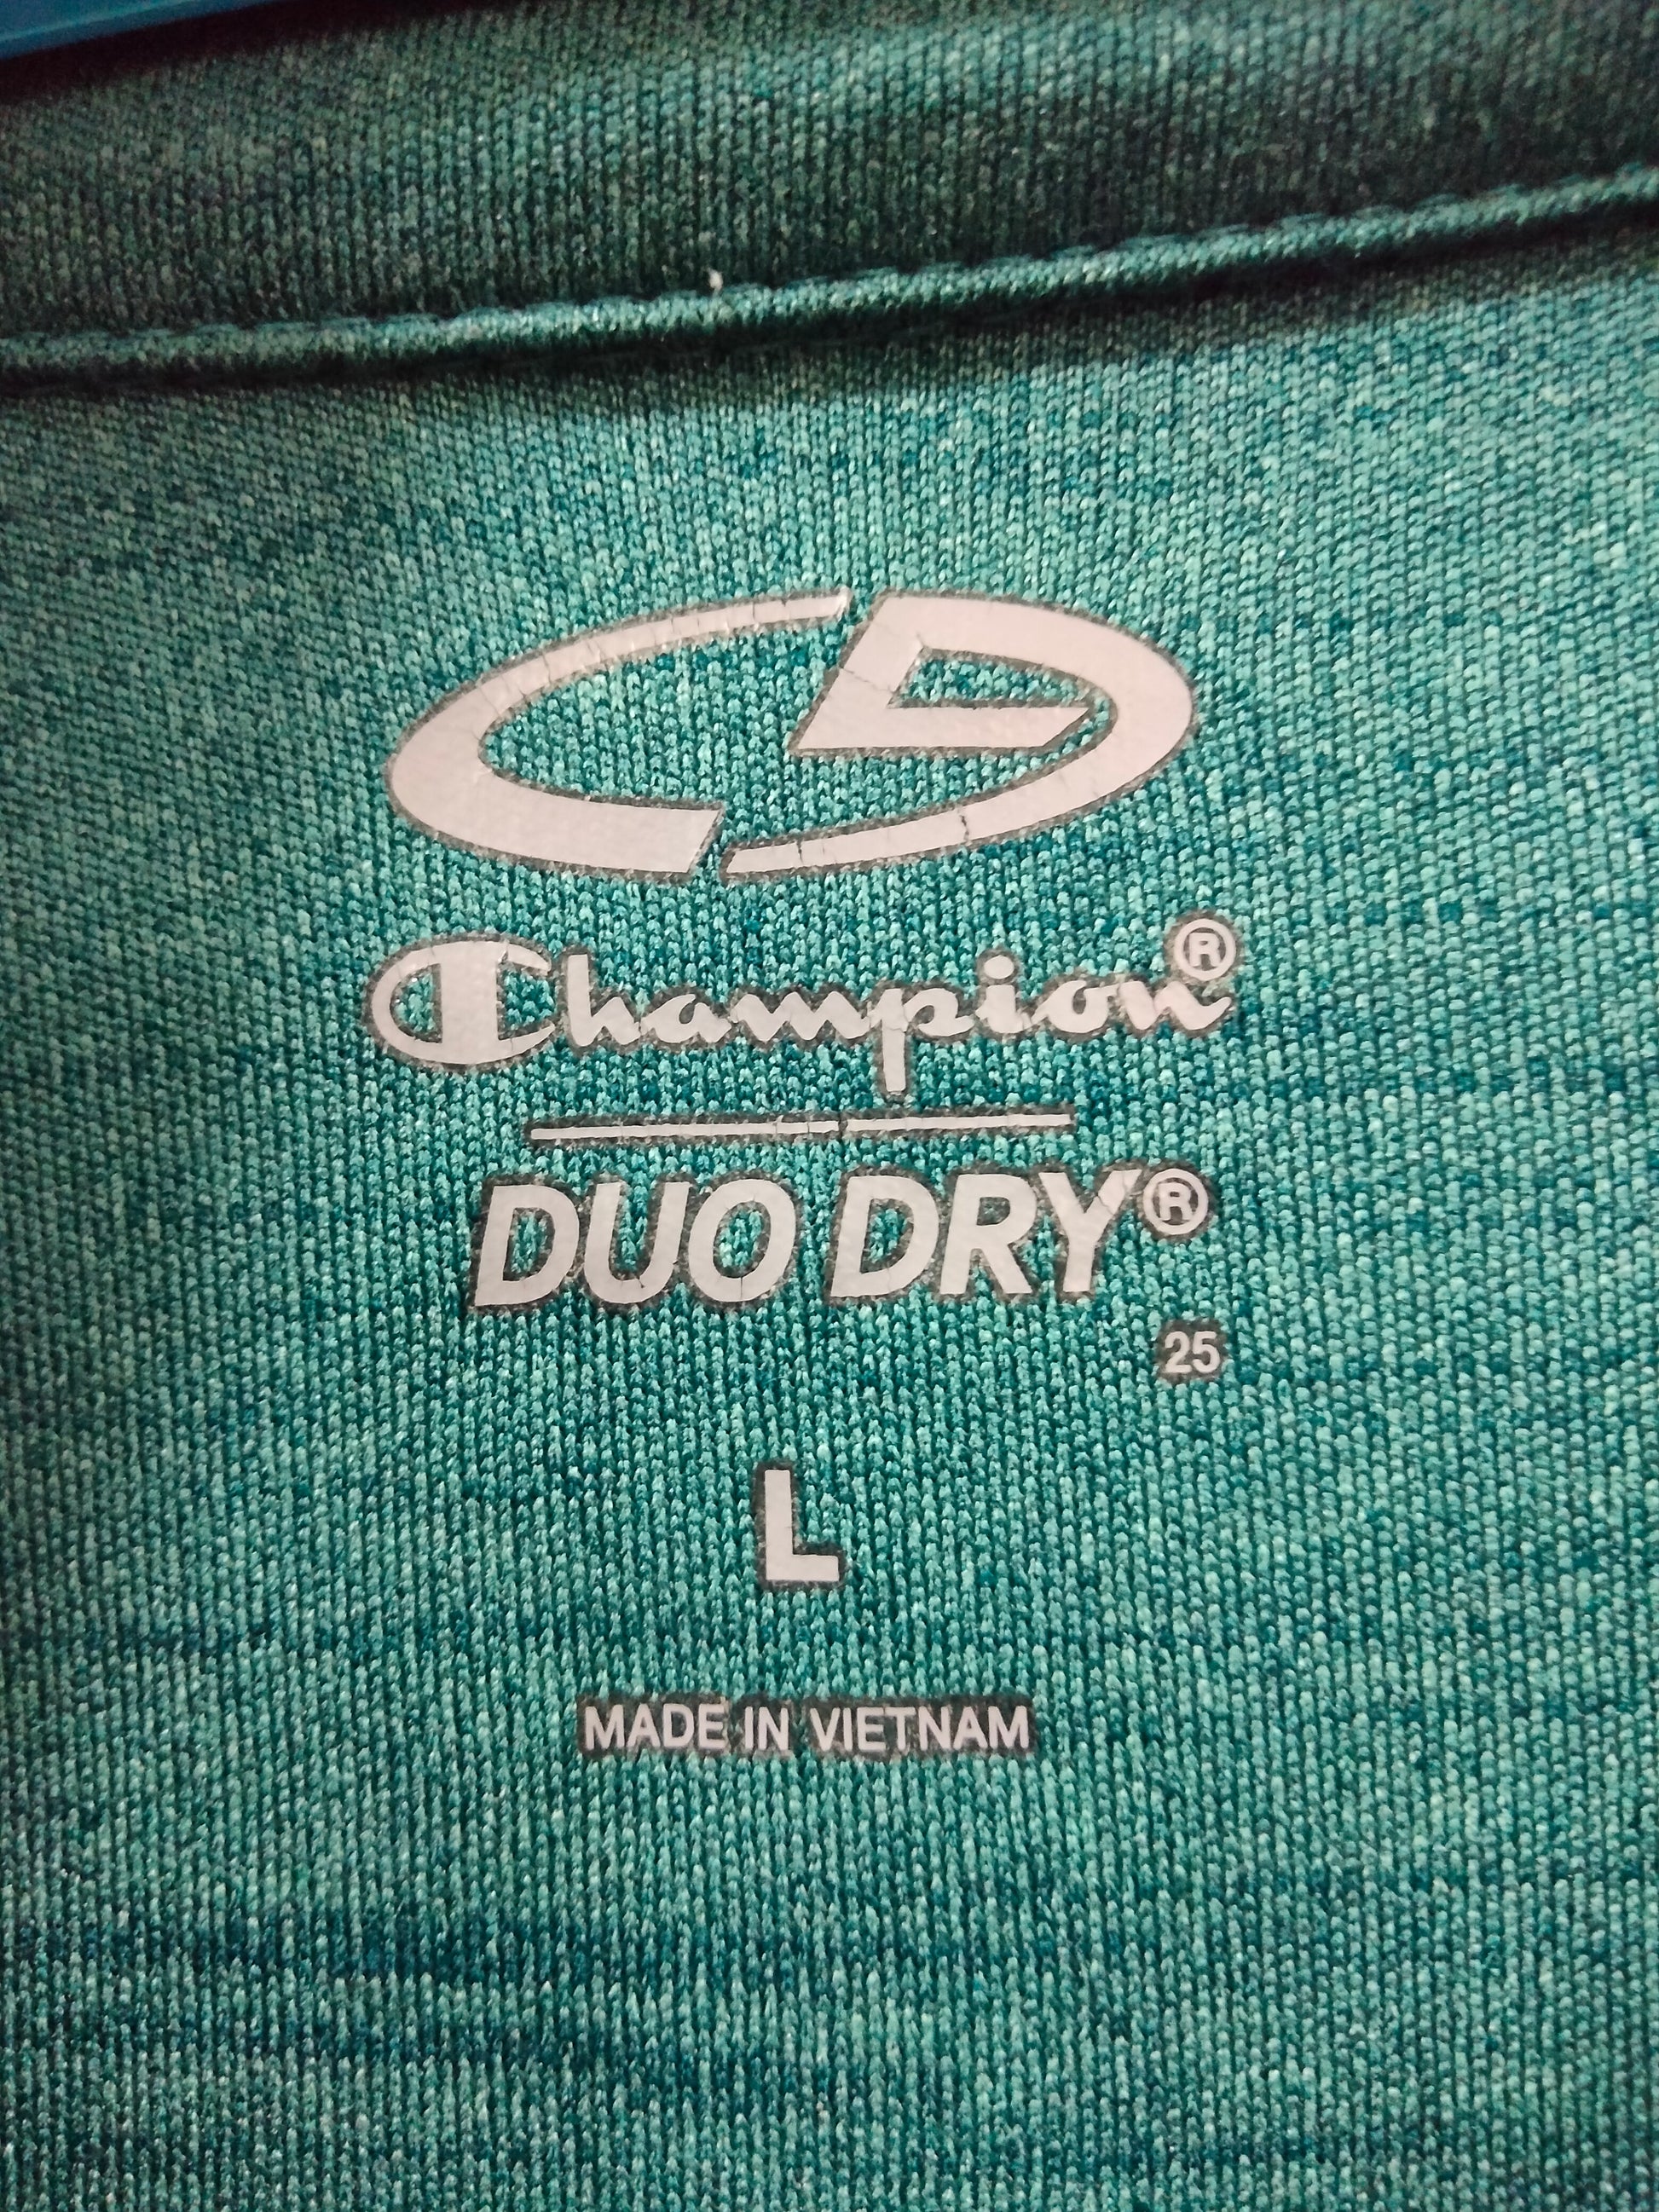 Champion®
DUO DRY®
25
L
MADE IN VIETNAM